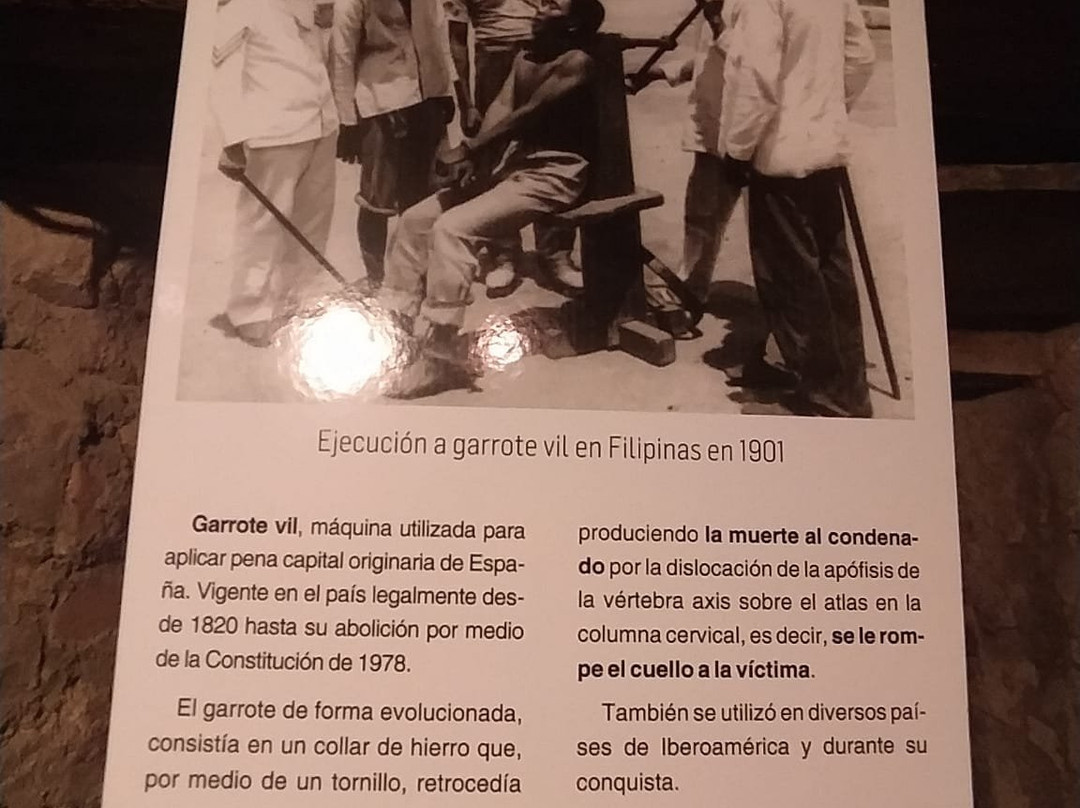 Ejecución a garrote vil en Filipinas en 1901
Garrote vil, máquina utilizada para
aplicar pena capital originaria de Espa-
ña. Vigente en el país legalmente des-
de 1820 hasta su abolición por medio
de la Constitución de 1978.
El garrote de forma evolucionada,
consistía en un collar de hierro que,
por medio de un tornillo, retrocedía
produciendo la muerte al condena-
do por la dislocación de la apófisis de
la vértebra axis sobre el atlas en la
columna cervical, es decir, se le rom-
pe el cuello a la víctima.
También se utilizó en diversos paí-
ses de Iberoamérica y durante su
conquista.